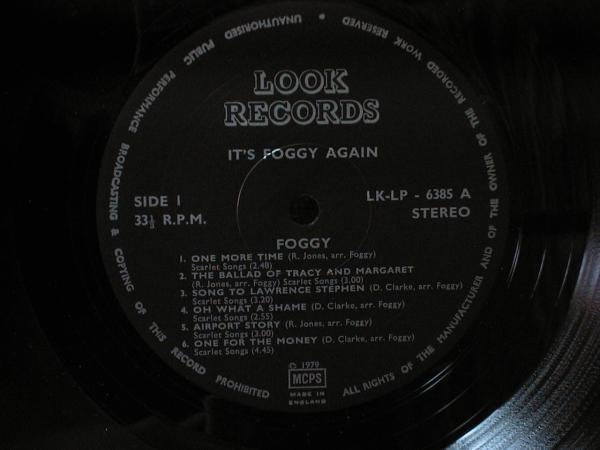 UNAUTHORISED PUBLIC PERFORMANCE BROADCASTING & COPYING OF THIS RECORD PROHIBITED
ALL RIGHTS OF THE MANUFACTURER AND OF THE OWNER OF THE RECORDED WORK RESERVED
LOOK
RECORDS
IT'S FOGGY AGAIN
SIDE 1
33⅓ R.P.M.
LK-LP - 6385 A
STEREO
FOGGY
1. ONE MORE TIME (R. Jones, arr. Foggy)
Scarlet Songs (2.48)
2. THE BALLAD OF TRACY AND MARGARET
(R. Jones, arr. Foggy) Scarlet Songs (3.00)
3. SONG TO LAWRENCE STEPHEN (D. Clarke, arr. Foggy)
Scarlet Songs (3.20)
4. OH WHAT A SHAME (D. Clarke, arr. Foggy)
Scarlet Songs (2.55)
5. AIRPORT STORY (R. Jones, arr. Foggy)
Scarlet Songs (3.00)
6. ONE FOR THE MONEY (D. Clarke, arr. Foggy)
Scarlet Songs (4.45)
℗ 1979
MCPS
MADE IN
ENGLAND